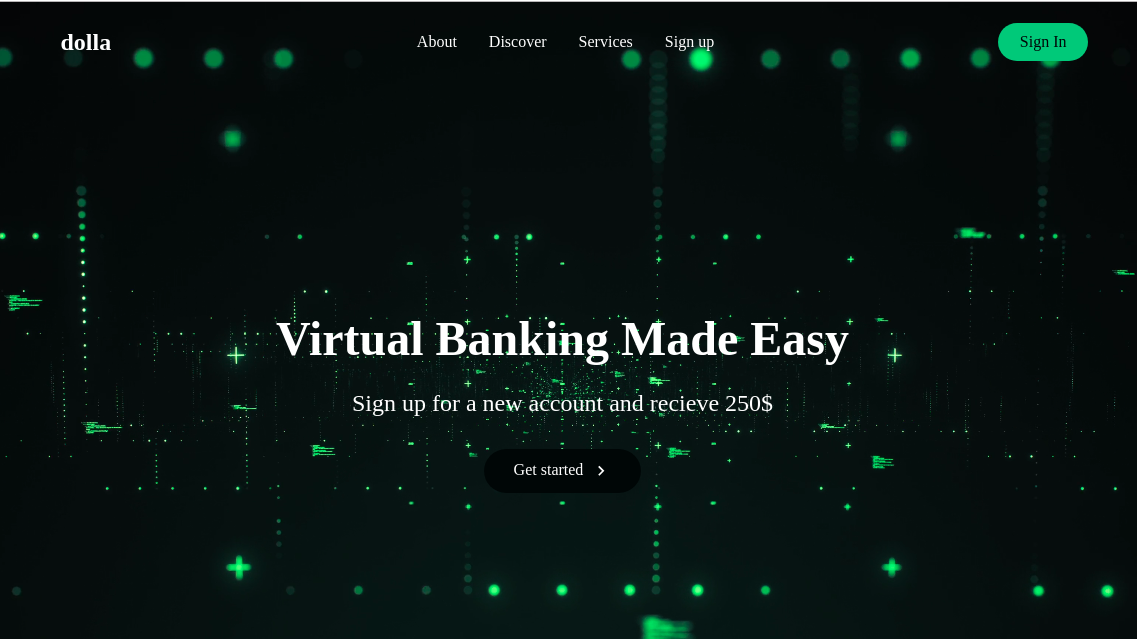 dolla
About Discover Services Sign up
Sign In
Virtual Banking Made Easy
Sign up for a new account and recieve 250$
Get started